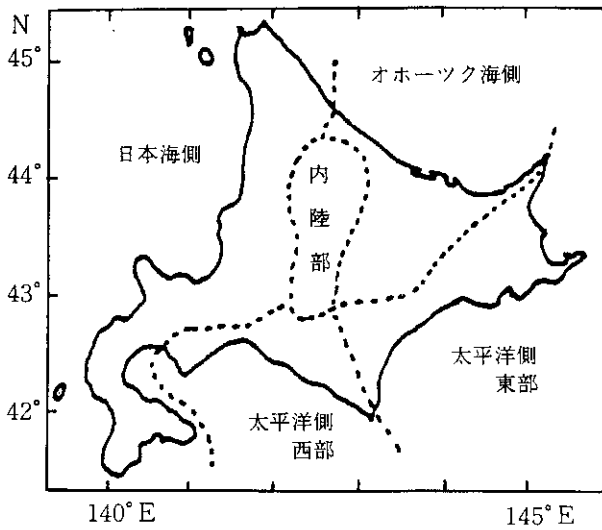 N
45°
44°
43°
42°
オホーツク海側
日本海側
内陸部
太平洋側
東部
太平洋側
西部
140°E
145°E